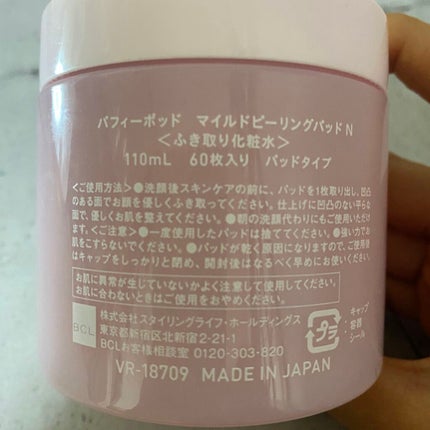 パフィーポッド マイルドピーリングパッドN
<ふき取り化粧水>
110mL 60枚入り パッドタイプ
<ご使用方法>●洗顔後スキンケアの前に、パッドを1枚取り出し、凹凸
のある面でお顔を優しくふき取ってください。仕上げに凹凸のない平らな
面で、優しくお肌を整えてください。●朝の洗顔代わりにもご使用いただけ
ます。<ご注意>●一度使用したパッドは捨ててください。●強い力でお
肌をこすらないでください。●パッドが乾く原因になりますので、ご使用後
はキャップをしっかりと閉め、開封後はなるべく早めにお使いください。
お肌に異常が生じていないかよく注意して使用してください。
お肌に合わないときはご使用をおやめください。
BCL
株式会社スタイリングライフ・ホールディングス
東京都新宿区北新宿2-21-1
BCLお客様相談室 0120-303-820
プラ
キャップ
容器
シール
VR-18709 MADE IN JAPAN